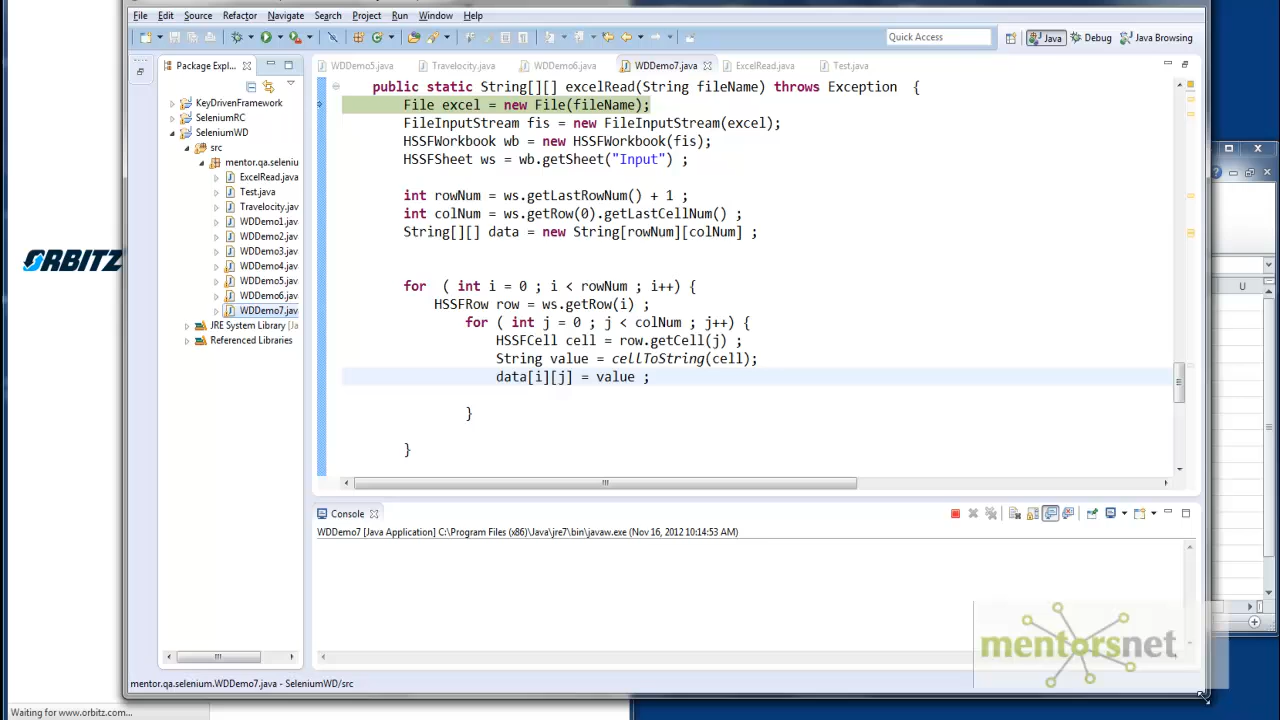 File Edit Source Refactor Navigate Search Project Run Window Help
Quick Access
Java
Debug
Java Browsing
Package Expl...
WDDemo5.java
Travelocity.java
WDDemo6.java
WDDemo7.java
ExcelRead.java
Test.java
KeyDrivenFramework
SeleniumRC
SeleniumWD
src
mentor.qa.seleniu
ExcelRead.java
Test.java
Travelocity.jav
WDDemo1.jav
WDDemo2.jav
WDDemo3.jav
WDDemo4.jav
WDDemo5.jav
WDDemo6.jav
WDDemo7.jav
JRE System Library [Ja
Referenced Libraries
public static String[][] excelRead(String fileName) throws Exception {
File excel = new File(fileName);
FileInputStream fis = new FileInputStream(excel);
HSSFWorkbook wb = new HSSFWorkbook(fis);
HSSFSheet ws = wb.getSheet("Input") ;
int rowNum = ws.getLastRowNum() + 1 ;
int colNum = ws.getRow(0).getLastCellNum() ;
String[][] data = new String[rowNum][colNum] ;
for ( int i = 0 ; i < rowNum ; i++) {
HSSFRow row = ws.getRow(i) ;
for ( int j = 0 ; j < colNum ; j++) {
HSSFCell cell = row.getCell(j) ;
String value = cellToString(cell);
data[i][j] = value ;
}
}
Console
WDDemo7 [Java Application] C:\Program Files (x86)\Java\jre7\bin\javaw.exe (Nov 16, 2012 10:14:53 AM)
mentor.qa.selenium.WDDemo7.java - SeleniumWD/src
ORBITZ
Waiting for www.orbitz.com...
U
mentorsnet